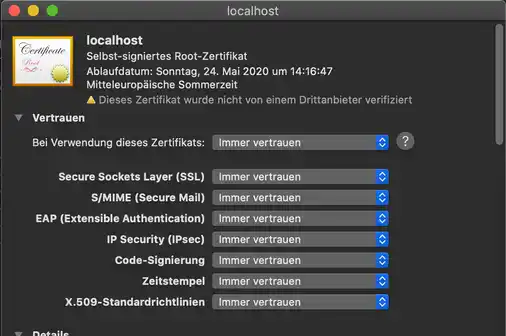 localhost
Certificate
Root
localhost
Selbst-signiertes Root-Zertifikat
Ablaufdatum: Sonntag, 24. Mai 2020 um 14:16:47
Mitteleuropäische Sommerzeit
Dieses Zertifikat wurde nicht von einem Drittanbieter verifiziert
Vertrauen
Bei Verwendung dieses Zertifikats: Immer vertrauen ?
Secure Sockets Layer (SSL) Immer vertrauen
S/MIME (Secure Mail) Immer vertrauen
EAP (Extensible Authentication) Immer vertrauen
IP Security (IPsec) Immer vertrauen
Code-Signierung Immer vertrauen
Zeitstempel Immer vertrauen
X.509-Standardrichtlinien Immer vertrauen
Details